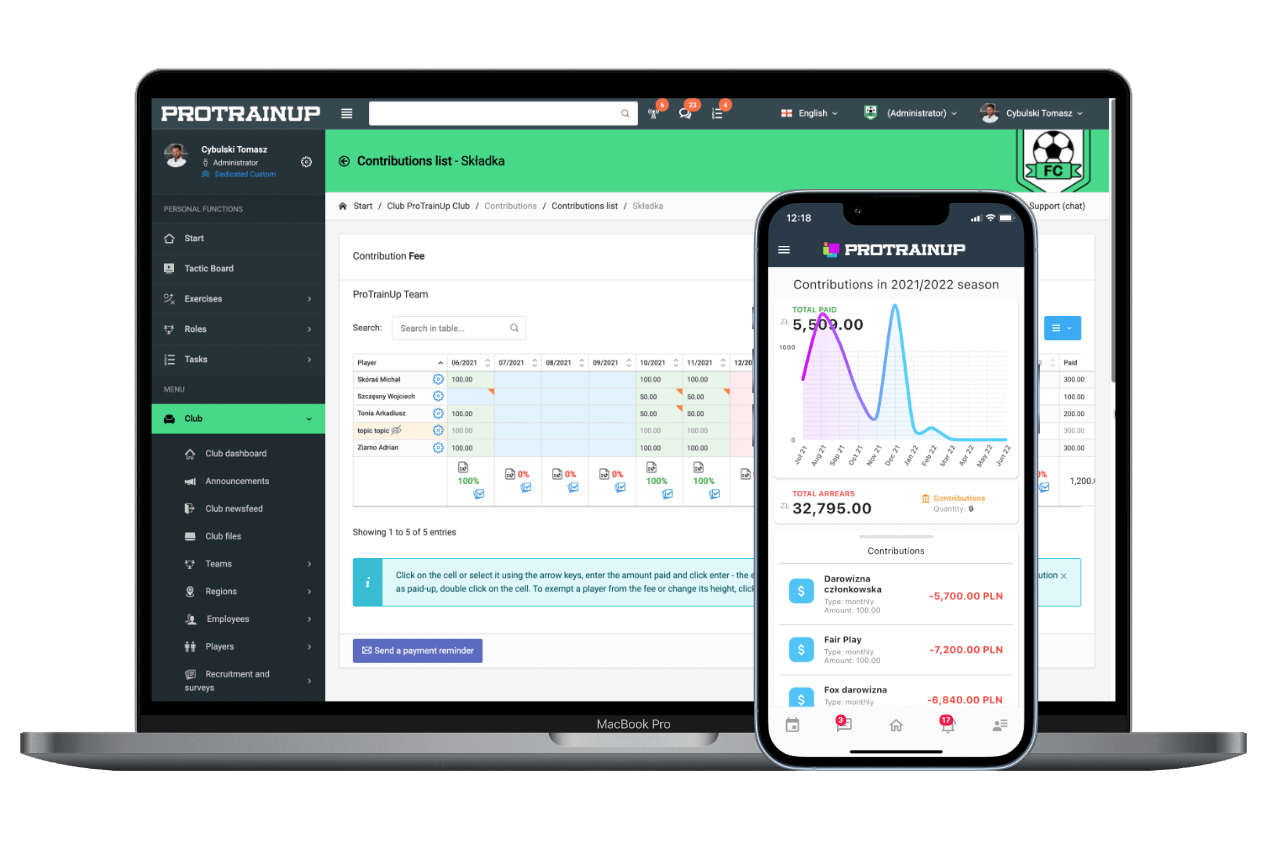 PROTRAINUP
6
23
4
English
(Administrator)
Cybulski Tomasz
Cybulski Tomasz
Administrator
Dedicated Custom
PERSONAL FUNCTIONS
Start
Tactic Board
Exercises
Roles
Tasks
MENU
Club
Club dashboard
Announcements
Club newsfeed
Club files
Teams
Regions
Employees
Players
Recruitment and
surveys
Contributions list - Składka
FC
Start / Club ProTrainUp Club / Contributions / Contributions list / Składka
Support (chat)
Contribution Fee
ProTrainUp Team
Search: Search in table...
Player 06/2021 07/2021 08/2021 09/2021 10/2021 11/2021 12/20 Paid
Skóraś Michał 100.00 100.00 100.00 300.00
Szczęsny Wojciech 50.00 50.00 100.00
Tonia Arkadiusz 100.00 50.00 50.00 200.00
topic topic 100.00 100.00 100.00 300.00
Ziarno Adrian 100.00 100.00 100.00 300.00
100% 0% 0% 0% 100% 100% 0% 1,200.0
Showing 1 to 5 of 5 entries
i
Click on the cell or select it using the arrow keys, enter the amount paid and click enter - the e
ution ×
as paid-up, double click on the cell. To exempt a player from the fee or change its height, click
Send a payment reminder
MacBook Pro
12:18
PROTRAINUP
Contributions in 2021/2022 season
TOTAL PAID
ZŁ 5,509.00
1000
0
Jul 21 Aug 21 Sep 21 Oct 21 Nov 21 Dec 21 Jan 22 Feb 22 Mar 22 Apr 22 May 22 Jun 22
TOTAL ARREARS
ZŁ 32,795.00
Contributions
Quantity: 9
Contributions
$
Darowizna
członkowska
Type: monthly
Amount: 100.00
-5,700.00 PLN
$
Fair Play
Type: monthly
Amount: 100.00
-7,200.00 PLN
$
Fox darowizna
Type: monthly
-6,840.00 PLN
3
17